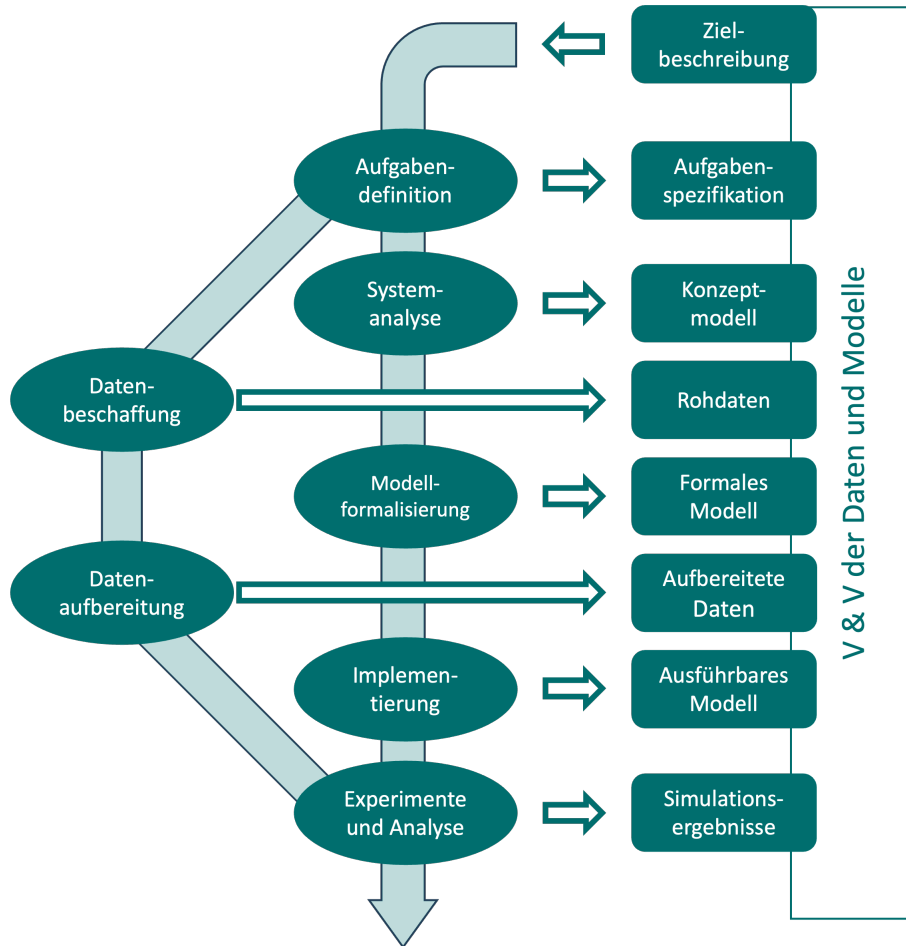 Ziel-
beschreibung
Aufgaben-
definition
Aufgaben-
spezifikation
System-
analyse
Konzept-
modell
Daten-
beschaffung
Rohdaten
Modell-
formalisierung
Formales
Modell
Daten-
aufbereitung
Aufbereitete
Daten
Implemen-
tierung
Ausführbares
Modell
Experimente
und Analyse
Simulations-
ergebnisse
V & V der Daten und Modelle